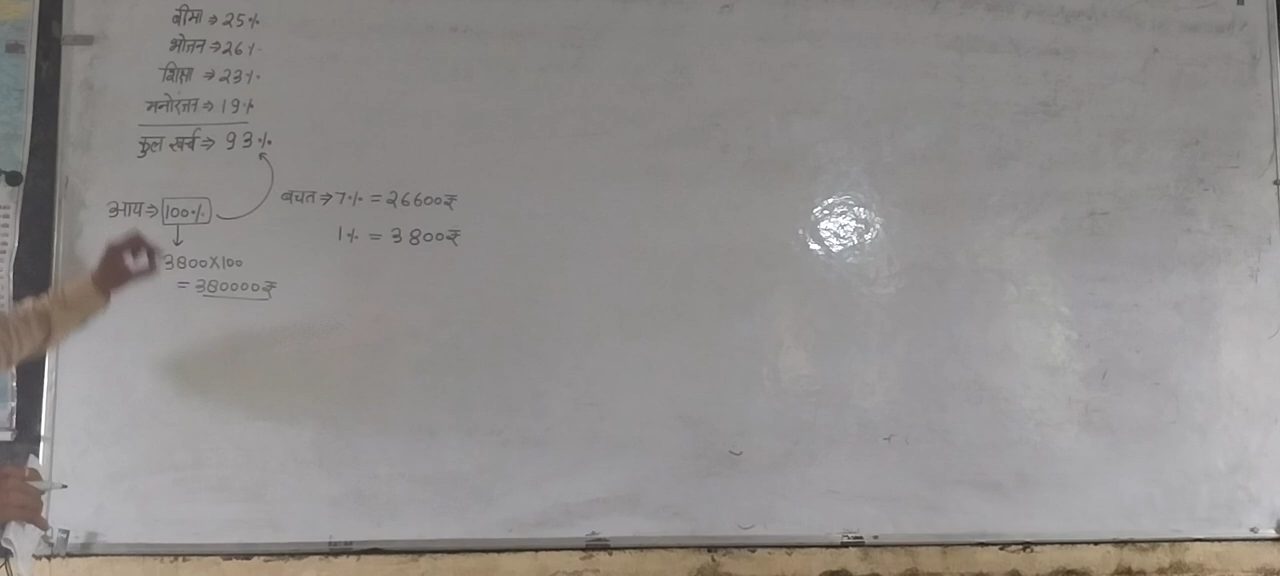 बीमा ⇒ 25%
भोजन ⇒ 26%
शिक्षा ⇒ 23%
मनोरंजन ⇒ 19%
कुल खर्च ⇒ 93%
आय ⇒ 100%
बचत ⇒ 7% = 26600₹
1% = 3800₹
3800×100
= 380000₹